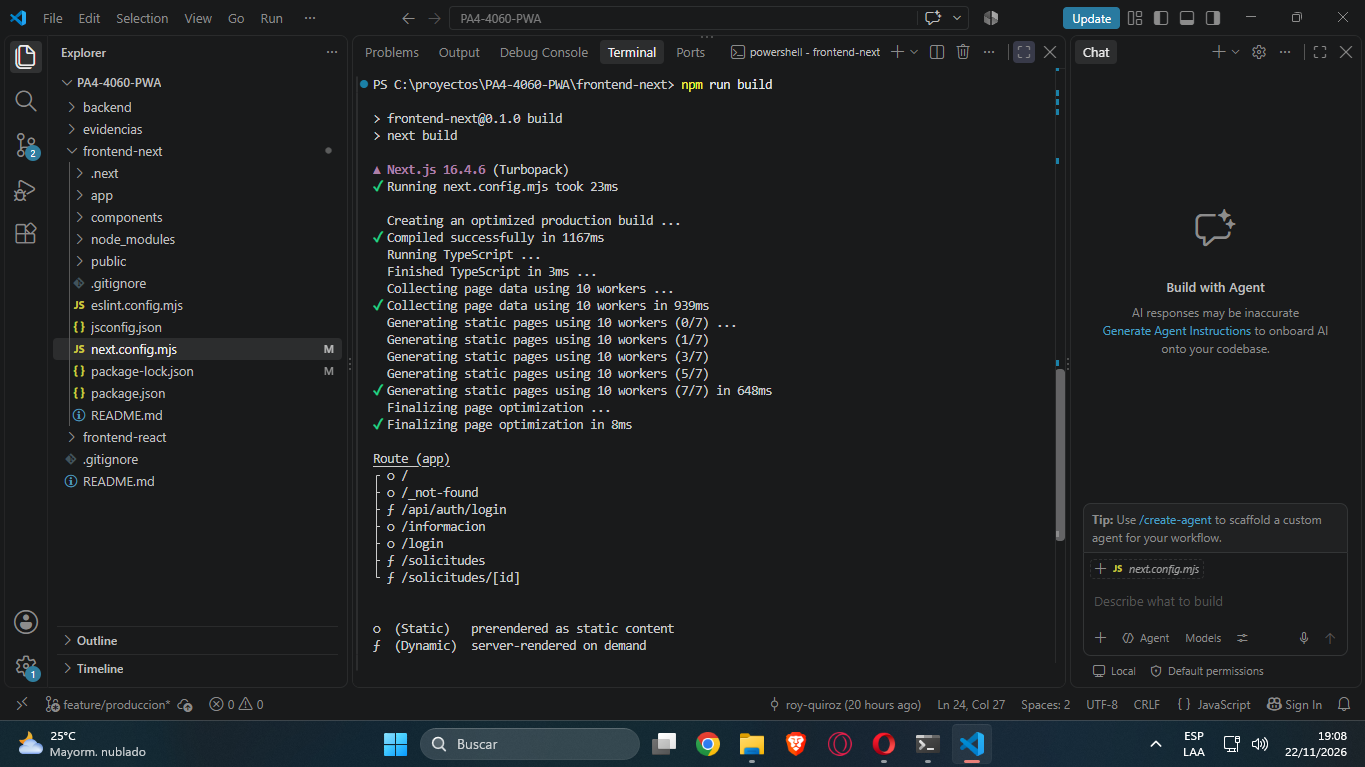 File Edit Selection View Go Run ···
PA4-4060-PWA
Update
Explorer ···
PA4-4060-PWA
backend
evidencias
frontend-next
.next
app
components
node_modules
public
.gitignore
JS eslint.config.mjs
{} jsconfig.json
JS next.config.mjs M
{} package-lock.json M
{} package.json
README.md
frontend-react
.gitignore
README.md
Outline
Timeline
2
1
Problems Output Debug Console Terminal Ports powershell - frontend-next ···
PS C:\proyectos\PA4-4060-PWA\frontend-next> npm run build
> frontend-next@0.1.0 build
> next build
▲ Next.js 16.4.6 (Turbopack)
✓ Running next.config.mjs took 23ms
Creating an optimized production build ...
✓ Compiled successfully in 1167ms
Running TypeScript ...
Finished TypeScript in 3ms ...
Collecting page data using 10 workers ...
✓ Collecting page data using 10 workers in 939ms
Generating static pages using 10 workers (0/7) ...
Generating static pages using 10 workers (1/7)
Generating static pages using 10 workers (3/7)
Generating static pages using 10 workers (5/7)
✓ Generating static pages using 10 workers (7/7) in 648ms
Finalizing page optimization ...
✓ Finalizing page optimization in 8ms
Route (app)
┌ ○ /
├ ○ /_not-found
├ ƒ /api/auth/login
├ ○ /informacion
├ ○ /login
├ ƒ /solicitudes
└ ƒ /solicitudes/[id]
○ (Static) prerendered as static content
ƒ (Dynamic) server-rendered on demand
Chat ···
Build with Agent
AI responses may be inaccurate
Generate Agent Instructions to onboard AI
onto your codebase.
Tip: Use /create-agent to scaffold a custom
agent for your workflow.
JS next.config.mjs
Describe what to build
Agent Models
Local Default permissions
feature/produccion* 0 0 roy-quiroz (20 hours ago) Ln 24, Col 27 Spaces: 2 UTF-8 CRLF {} JavaScript Sign In
25°C
Mayorm. nublado
Buscar
ESP
LAA
19:08
22/11/2026